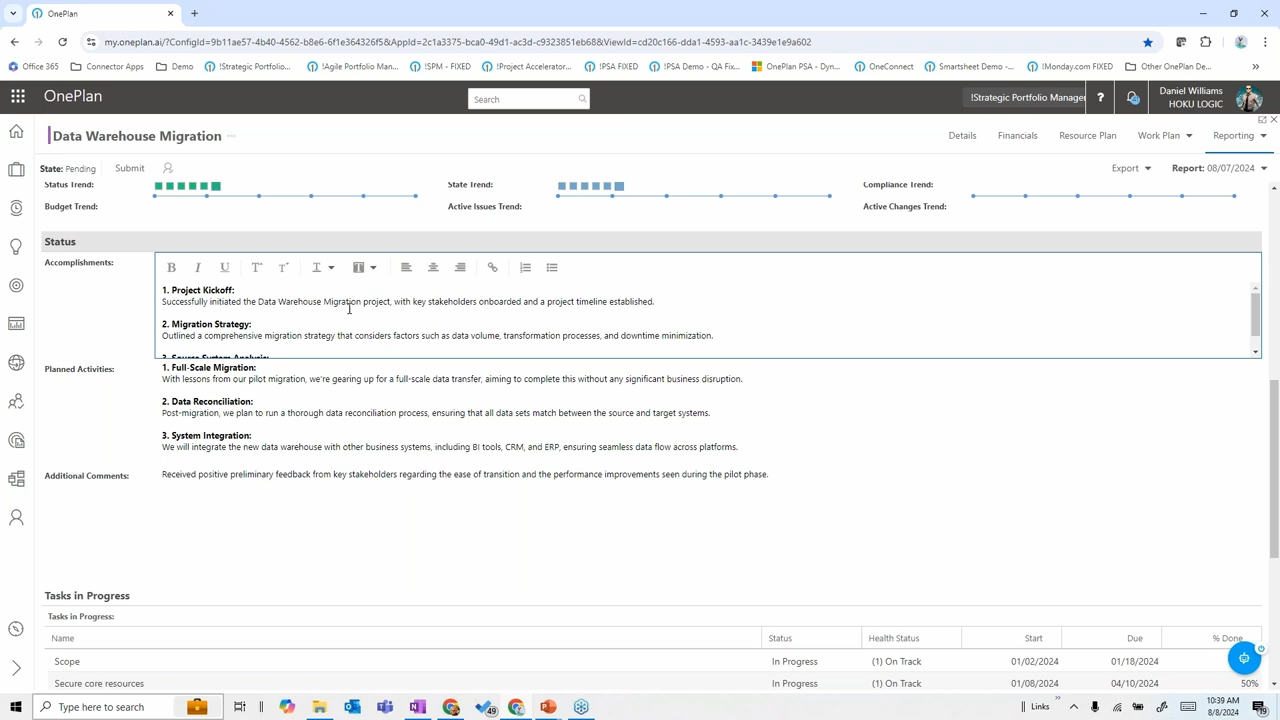 OnePlan
my.oneplan.ai/?ConfigId=9b11ae57-4b40-4562-b8e6-6f1e364326f5&AppId=2c1a3375-bca0-49d1-ac3d-c9323851eb68&ViewId=cd20c166-dda1-4593-aa1c-3439e1e9a602
Office 365 Connector Apps Demo !Strategic Portfolio... !Agile Portfolio Man... !SPM - FIXED !Project Accelerator... !PSA FIXED !PSA Demo - QA Fix... OnePlan PSA - Dyn... OneConnect Smartsheet Demo -... !Monday.com FIXED Other OnePlan De... »
OnePlan
Search
!Strategic Portfolio Manager
?
Daniel Williams
HOKU LOGIC
Data Warehouse Migration ...
Details Financials Resource Plan Work Plan Reporting
State: Pending Submit Export Report: 08/07/2024
Status Trend: State Trend: Compliance Trend:
Budget Trend: Active Issues Trend: Active Changes Trend:
Status
Accomplishments:
B I U T T T T
1. Project Kickoff:
Successfully initiated the Data Warehouse Migration project, with key stakeholders onboarded and a project timeline established.
2. Migration Strategy:
Outlined a comprehensive migration strategy that considers factors such as data volume, transformation processes, and downtime minimization.
3. Source System Analysis:
Planned Activities:
1. Full-Scale Migration:
With lessons from our pilot migration, we're gearing up for a full-scale data transfer, aiming to complete this without any significant business disruption.
2. Data Reconciliation:
Post-migration, we plan to run a thorough data reconciliation process, ensuring that all data sets match between the source and target systems.
3. System Integration:
We will integrate the new data warehouse with other business systems, including BI tools, CRM, and ERP, ensuring seamless data flow across platforms.
Additional Comments: Received positive preliminary feedback from key stakeholders regarding the ease of transition and the performance improvements seen during the pilot phase.
Tasks in Progress
Tasks in Progress:
Name Status Health Status Start Due % Done
Scope In Progress (1) On Track 01/02/2024 01/18/2024
Secure core resources In Progress (1) On Track 01/08/2024 04/10/2024 50%
Type here to search
49
Links »
10:39 AM
8/8/2024
19